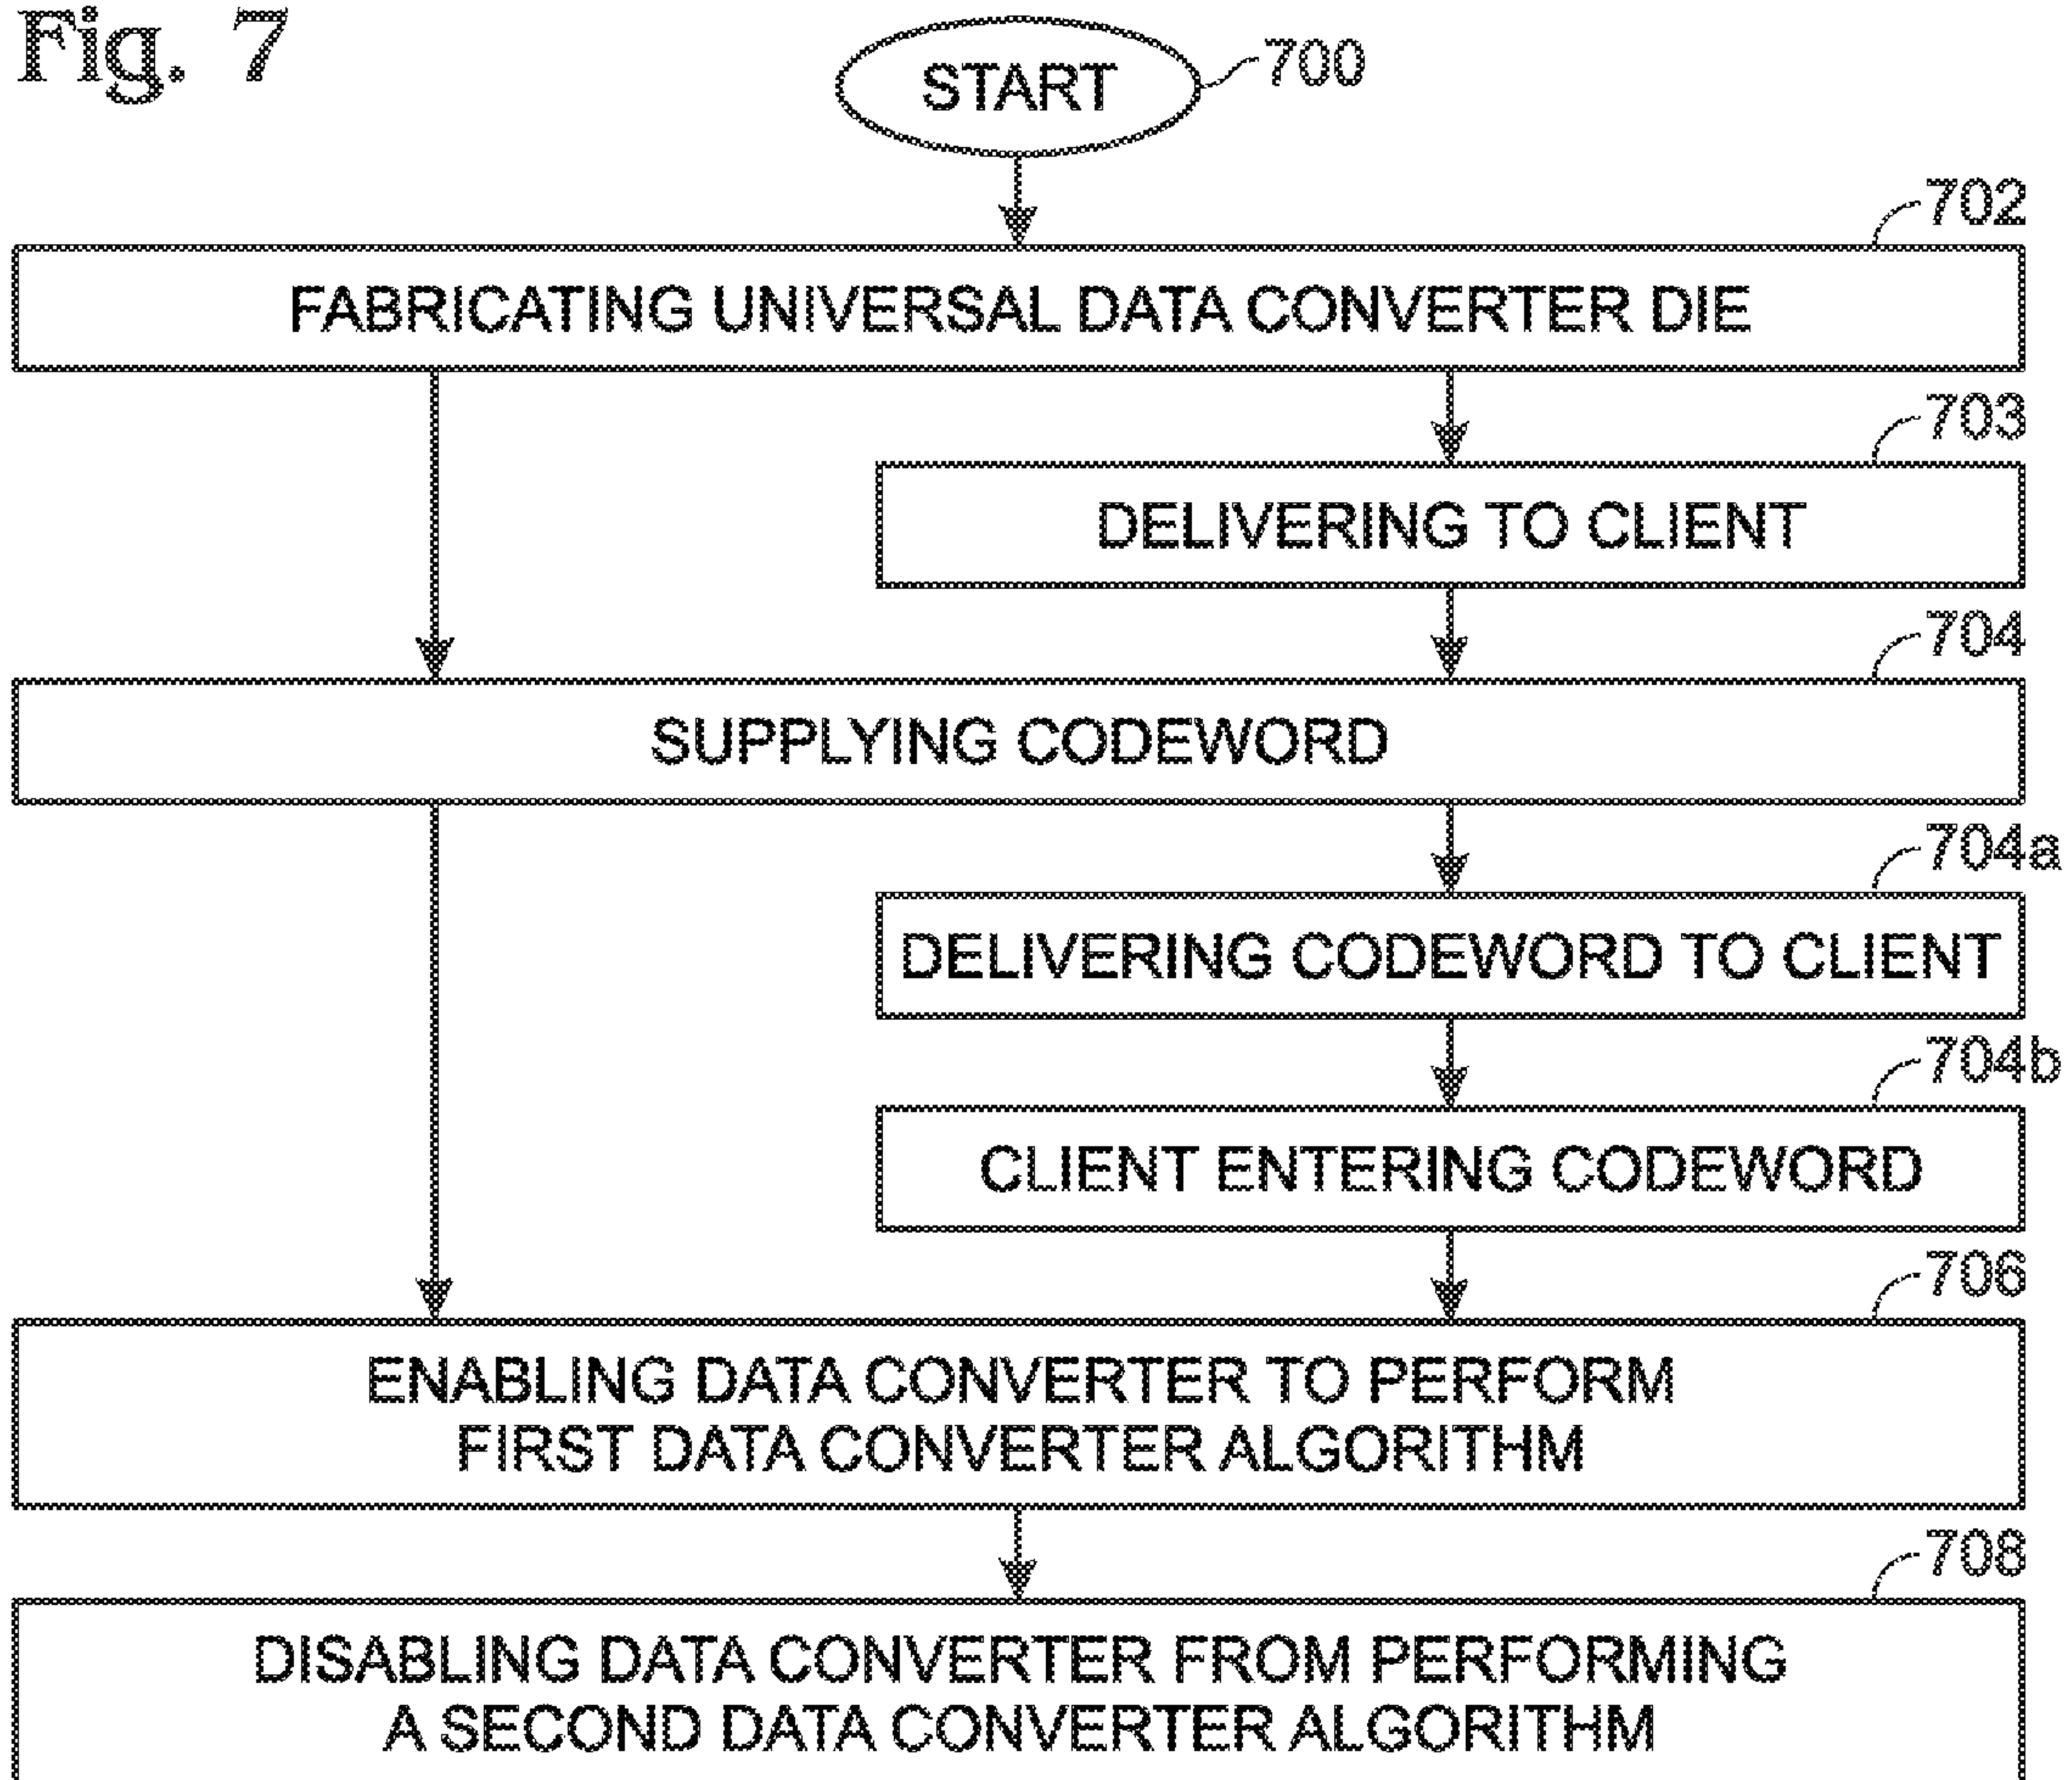 Fig. 7
START
700
702
FABRICATING UNIVERSAL DATA CONVERTER DIE
703
DELIVERING TO CLIENT
704
SUPPLYING CODEWORD
704a
DELIVERING CODEWORD TO CLIENT
704b
CLIENT ENTERING CODEWORD
706
ENABLING DATA CONVERTER TO PERFORM
FIRST DATA CONVERTER ALGORITHM
708
DISABLING DATA CONVERTER FROM PERFORMING
A SECOND DATA CONVERTER ALGORITHM